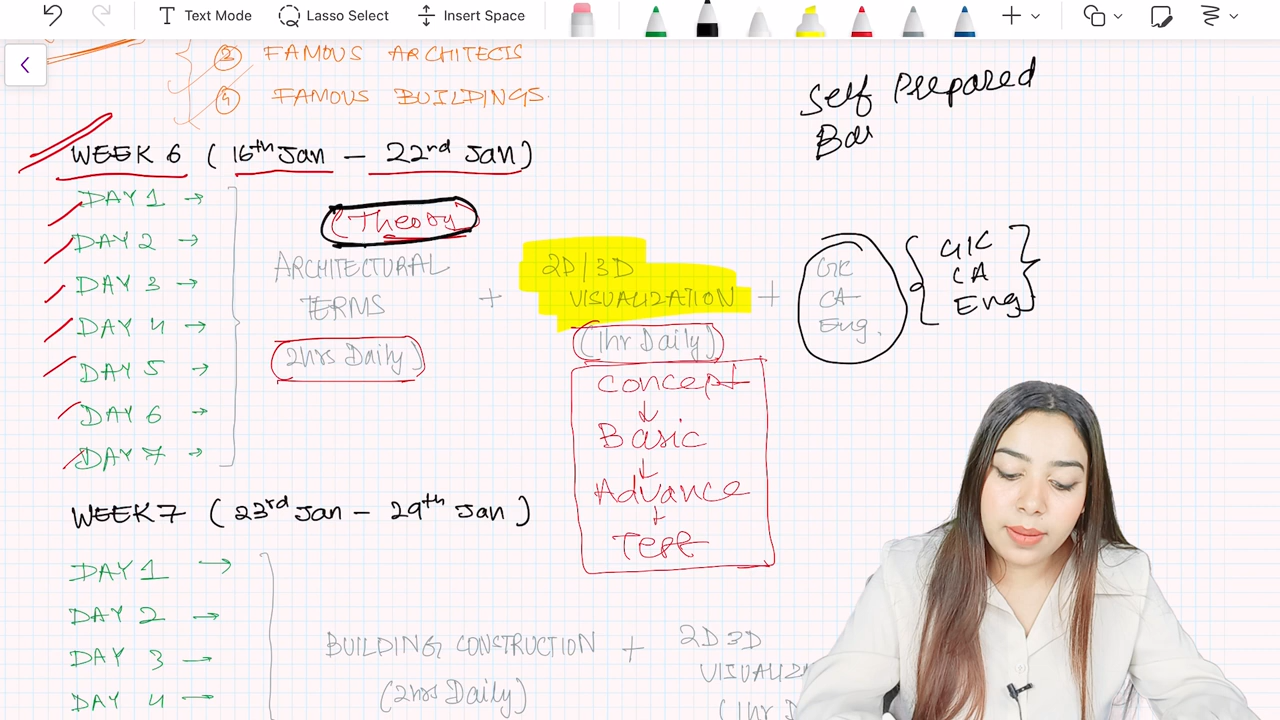 Text Mode Lasso Select Insert Space
② FAMOUS ARCHITECTS
④ FAMOUS BUILDINGS.
Self Prepared
WEEK 6 (16th Jan – 22nd Jan)
DAY 1 →
DAY 2 →
DAY 3 →
DAY 4 →
DAY 5 →
DAY 6 →
DAY 7 →
(Theory)
ARCHITECTURAL
TERMS
(2hrs Daily)
+
2D/3D
VISUALIZATION
(1hr Daily)
Concept
↓
Basic
↓
Advance
↓
Test
+
GK
CA
Eng.
{ GK }
CA
Eng
WEEK 7 (23rd Jan – 29th Jan)
DAY 1 →
DAY 2 →
DAY 3 →
DAY 4 →
BUILDING CONSTRUCTION +
(2hrs Daily)
2D 3D